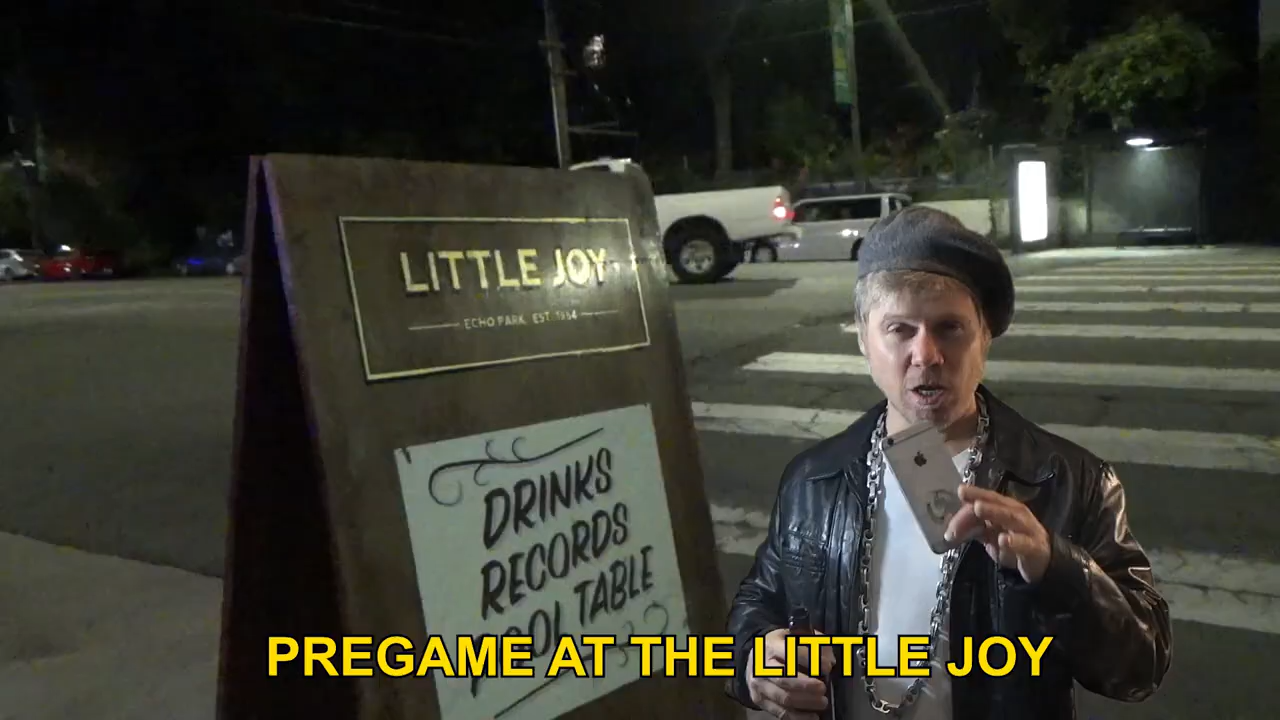 LITTLE JOY
ECHO PARK, EST. 1954
DRINKS
RECORDS
POOL TABLE
PREGAME AT THE LITTLE JOY